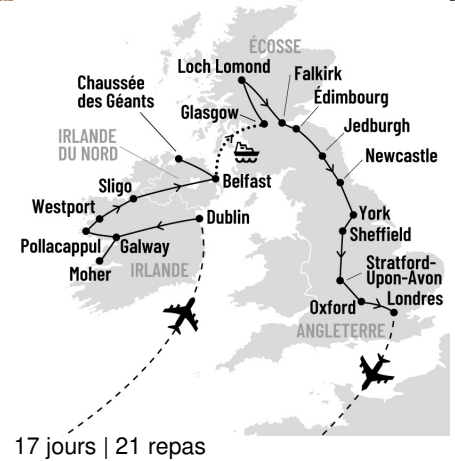 ÉCOSSE
Loch Lomond
Falkirk
Chaussée
des Géants
Édimbourg
Glasgow
Jedburgh
IRLANDE
DU NORD
Newcastle
Sligo
Belfast
Westport
Dublin
York
Pollacappul
Galway
Sheffield
Moher
IRLANDE
Stratford-
Upon-Avon
Oxford
Londres
ANGLETERRE
17 jours | 21 repas